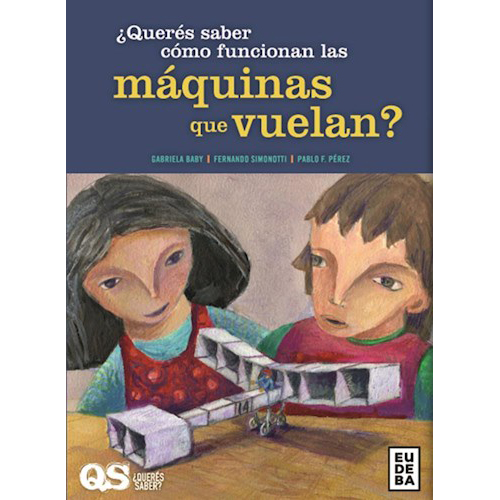 ¿Querés saber
cómo funcionan las
máquinas
que vuelan?
GABRIELA BABY | FERNANDO SIMONOTTI | PABLO F. PÉREZ
14
QS ¿QUERÉS
SABER?
EU
DE
BA